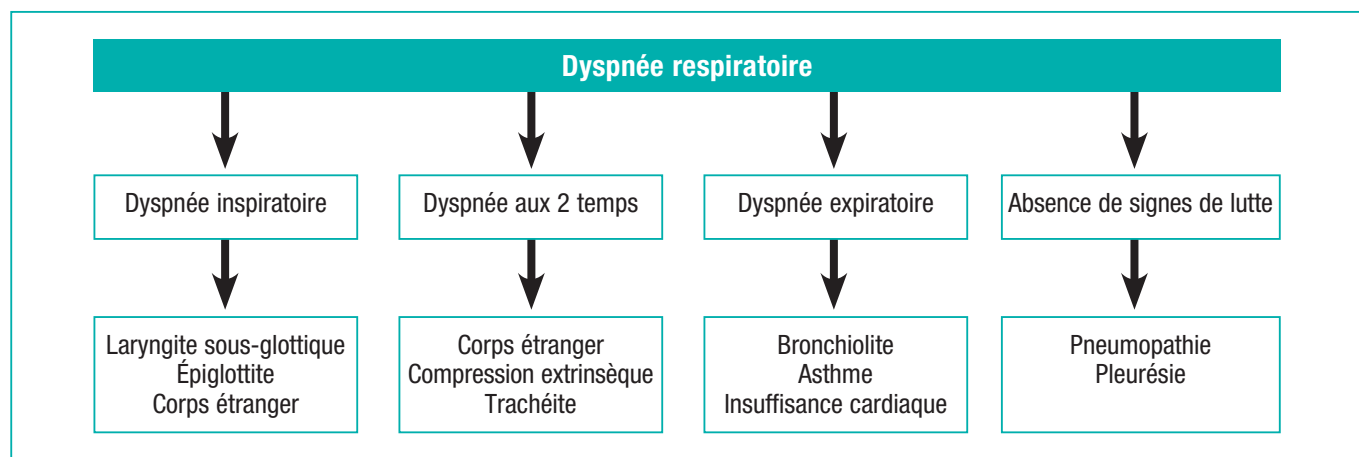 Dyspnée respiratoire
Dyspnée inspiratoire
Dyspnée aux 2 temps
Dyspnée expiratoire
Absence de signes de lutte
Laryngite sous-glottique
Épiglottite
Corps étranger
Corps étranger
Compression extrinsèque
Trachéite
Bronchiolite
Asthme
Insuffisance cardiaque
Pneumopathie
Pleurésie